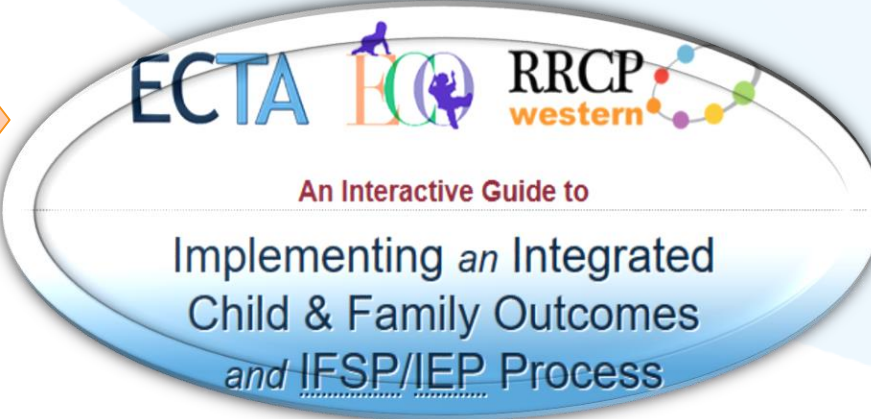 ECTA ECO RRCP
western
An Interactive Guide to
Implementing an Integrated
Child & Family Outcomes
and IFSP/IEP Process